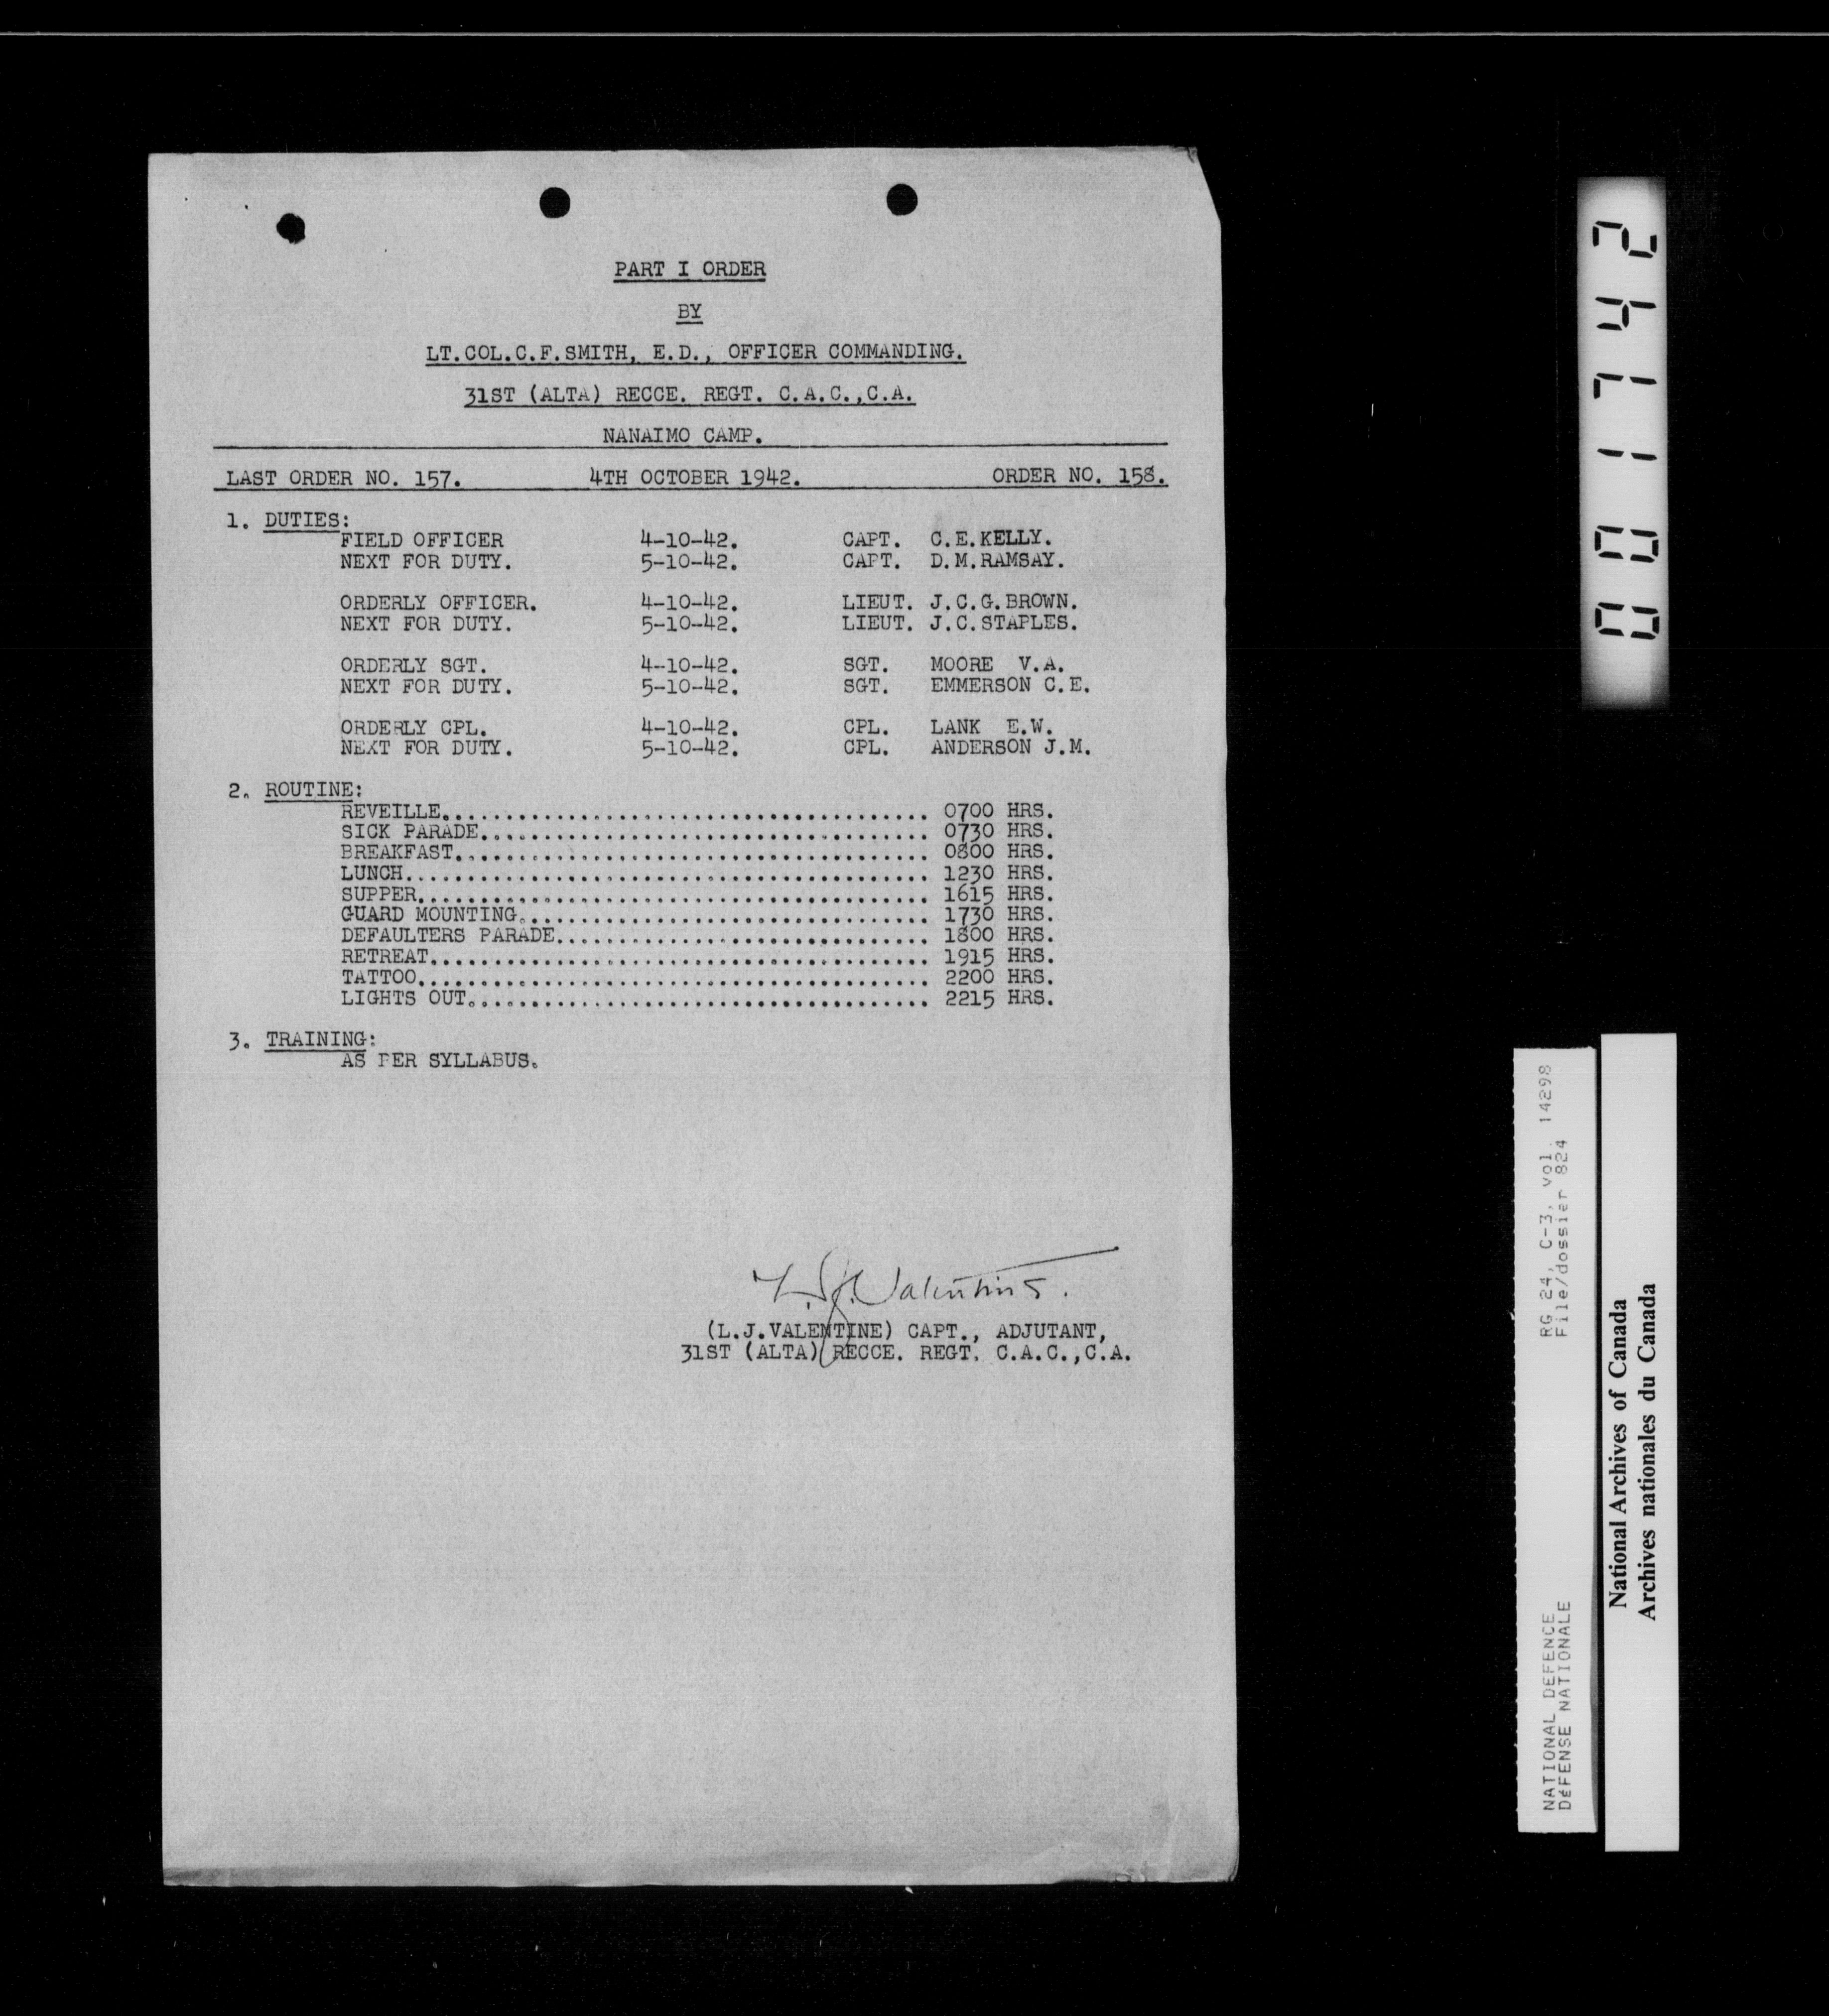 PART I ORDER
BY
LT.COL.C.F.SMITH, E.D., OFFICER COMMANDING.
31ST (ALTA) RECCE. REGT. C.A.C.,C.A.
NANAIMO CAMP.
LAST ORDER NO. 157. 4TH OCTOBER 1942. ORDER NO. 158.
1. DUTIES:
FIELD OFFICER 4-10-42. CAPT. C.E.KELLY.
NEXT FOR DUTY. 5-10-42. CAPT. D.M.RAMSAY.
ORDERLY OFFICER. 4-10-42. LIEUT. J.C.G.BROWN.
NEXT FOR DUTY. 5-10-42. LIEUT. J.C.STAPLES.
ORDERLY SGT. 4-10-42. SGT. MOORE V.A.
NEXT FOR DUTY. 5-10-42. SGT. EMMERSON C.E.
ORDERLY CPL. 4-10-42. CPL. LANK E.W.
NEXT FOR DUTY. 5-10-42. CPL. ANDERSON J.M.
2. ROUTINE:
REVEILLE....................................... 0700 HRS.
SICK PARADE.................................... 0730 HRS.
BREAKFAST...................................... 0800 HRS.
LUNCH.......................................... 1230 HRS.
SUPPER......................................... 1615 HRS.
GUARD MOUNTING................................. 1730 HRS.
DEFAULTERS PARADE.............................. 1800 HRS.
RETREAT........................................ 1915 HRS.
TATTOO......................................... 2200 HRS.
LIGHTS OUT..................................... 2215 HRS.
3. TRAINING:
AS PER SYLLABUS.
L.J. Valentine.
(L.J.VALENTINE) CAPT., ADJUTANT,
31ST (ALTA) RECCE. REGT. C.A.C.,C.A.
001742
RG 24, C-3, vol. 14298
File/dossier 824
NATIONAL DEFENCE
DÉFENSE NATIONALE
National Archives of Canada
Archives nationales du Canada